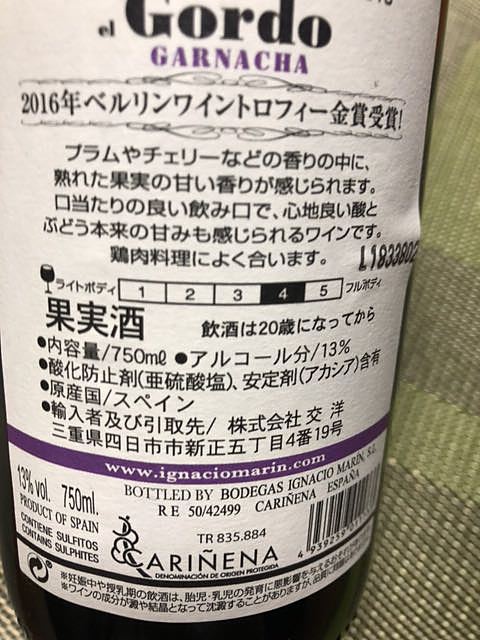 el Gordo
GARNACHA
2016年ベルリンワイントロフィー金賞受賞!
プラムやチェリーなどの香りの中に、
熟れた果実の甘い香りが感じられます。
口当たりの良い飲み口で、心地良い酸と
ぶどう本来の甘みも感じられるワインです。
鶏肉料理によく合います。
L1833802
ライトボディ 1 2 3 4 5 フルボディ
果実酒 飲酒は20歳になってから
●内容量/750mℓ ●アルコール分/13%
●酸化防止剤(亜硫酸塩)、安定剤(アカシア)含有
●原産国/スペイン
●輸入者及び引取先/ 株式会社 交洋
三重県四日市市新正五丁目4番19号
www.ignaciomarin.com
13% vol. 750ml.
PRODUCT OF SPAIN
CONTIENE SULFITOS
CONTAINS SULPHITES
BOTTLED BY BODEGAS IGNACIO MARÍN, S.L.
R E 50/42499 CARIÑENA ESPAÑA
TR 835.884
CARIÑENA
DENOMINACIÓN DE ORIGEN PROTEGIDA
4 939259
※妊娠中や授乳期の飲酒は、胎児・乳児の発育に悪影響を与えるおそれ
※ワインの成分が澱や結晶となって沈澱することがありますが、品質に